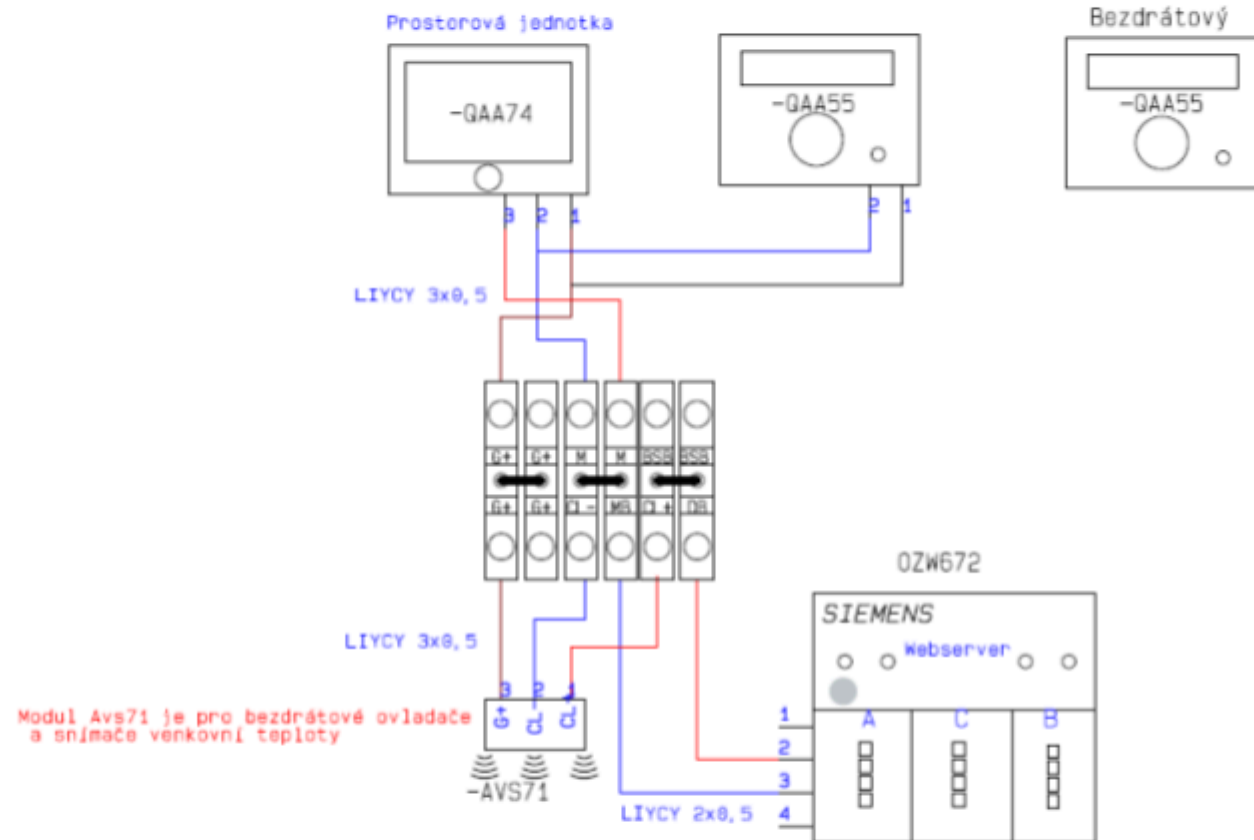 Prostorová jednotka
Bezdrátový
-QAA74
-QAA55
-QAA55
3 2 1
2 1
LIYCY 3x0,5
G+ G+ M M BSB BSB
G+ G+ CL- MB CL+ DB
OZW672
SIEMENS
Webserver
LIYCY 3x0,5
3 2 1
G+ CL- CL+
Modul Avs71 je pro bezdrátové ovladače
a snímače venkovní teploty
-AVS71
A C B
1
2
3
4
LIYCY 2x0,5